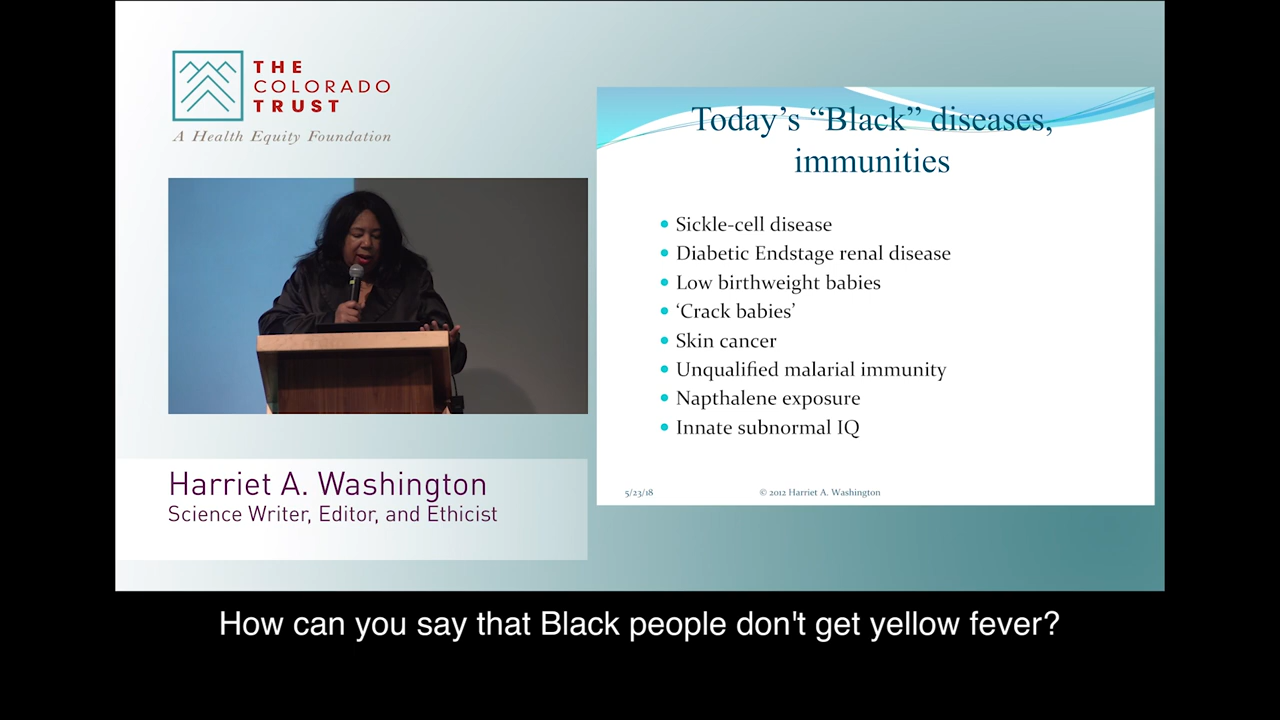 THE
COLORADO
TRUST
A Health Equity Foundation
Today's “Black” diseases,
immunities
Sickle-cell disease
Diabetic Endstage renal disease
Low birthweight babies
‘Crack babies’
Skin cancer
Unqualified malarial immunity
Napthalene exposure
Innate subnormal IQ
5/23/18
© 2012 Harriet A. Washington
Harriet A. Washington
Science Writer, Editor, and Ethicist
How can you say that Black people don't get yellow fever?